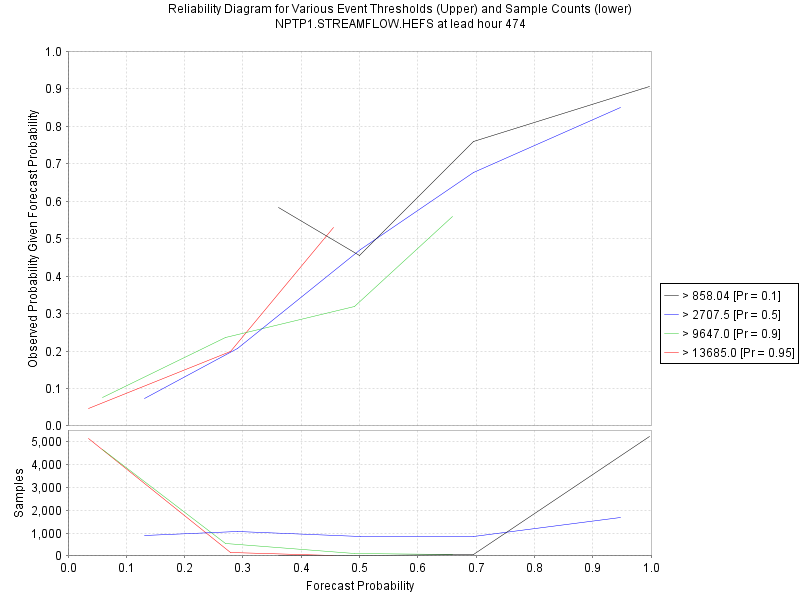 Reliability Diagram for Various Event Thresholds (Upper) and Sample Counts (lower)
NPTP1.STREAMFLOW.HEFS at lead hour 474
Observed Probability Given Forecast Probability
1.0
0.9
0.8
0.7
0.6
0.5
0.4
0.3
0.2
0.1
0.0
> 858.04 [Pr = 0.1]
> 2707.5 [Pr = 0.5]
> 9647.0 [Pr = 0.9]
> 13685.0 [Pr = 0.95]
Samples
5,000
4,000
3,000
2,000
1,000
0
0.0 0.1 0.2 0.3 0.4 0.5 0.6 0.7 0.8 0.9 1.0
Forecast Probability